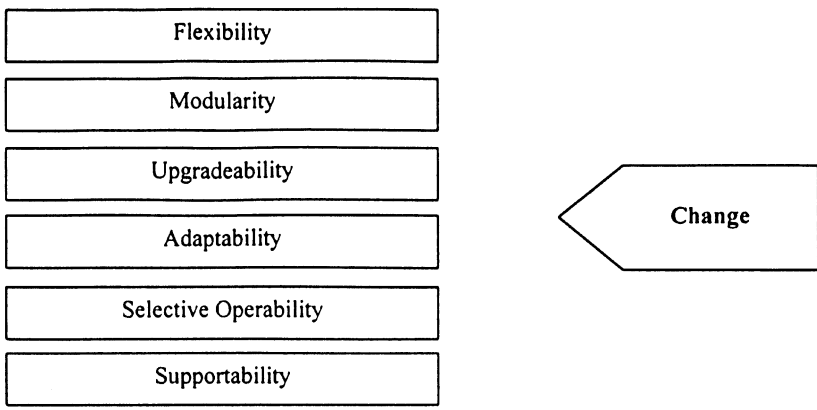 Flexibility
Modularity
Upgradeability
Adaptability
Selective Operability
Supportability
Change